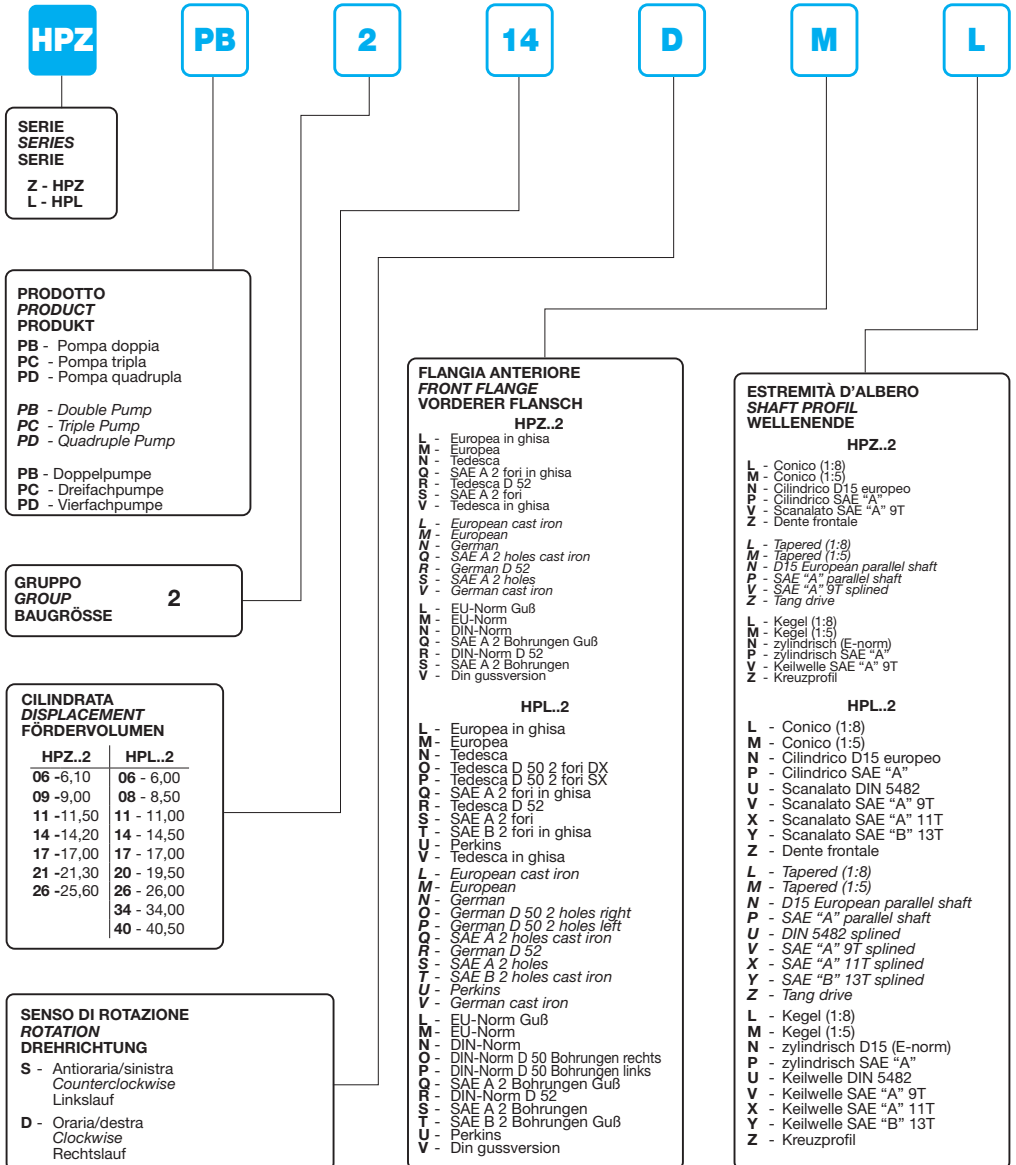 HPZ PB 2 14 D M L
SERIE
SERIES
SERIE
Z - HPZ
L - HPL
PRODOTTO
PRODUCT
PRODUKT
PB - Pompa doppia
PC - Pompa tripla
PD - Pompa quadrupla
PB - Double Pump
PC - Triple Pump
PD - Quadruple Pump
PB - Doppelpumpe
PC - Dreifachpumpe
PD - Vierfachpumpe
GRUPPO
GROUP 2
BAUGRÖSSE
CILINDRATA
DISPLACEMENT
FÖRDERVOLUMEN
HPZ..2 HPL..2
06 -6,10 06 - 6,00
09 -9,00 08 - 8,50
11 -11,50 11 - 11,00
14 -14,20 14 - 14,50
17 -17,00 17 - 17,00
21 -21,30 20 - 19,50
26 -25,60 26 - 26,00
34 - 34,00
40 - 40,50
SENSO DI ROTAZIONE
ROTATION
DREHRICHTUNG
S - Antioraria/sinistra
Counterclockwise
Linkslauf
D - Oraria/destra
Clockwise
Rechtslauf
FLANGIA ANTERIORE
FRONT FLANGE
VORDERER FLANSCH
HPZ..2
L - Europea in ghisa
M - Europea
N - Tedesca
Q - SAE A 2 fori in ghisa
R - Tedesca D 52
S - SAE A 2 fori
V - Tedesca in ghisa
L - European cast iron
M - European
N - German
Q - SAE A 2 holes cast iron
R - German D 52
S - SAE A 2 holes
V - German cast iron
L - EU-Norm Guß
M - EU-Norm
N - DIN-Norm
Q - SAE A 2 Bohrungen Guß
R - DIN-Norm D 52
S - SAE A 2 Bohrungen
V - Din gussversion
HPL..2
L - Europea in ghisa
M - Europea
N - Tedesca
O - Tedesca D 50 2 fori DX
P - Tedesca D 50 2 fori SX
Q - SAE A 2 fori in ghisa
R - Tedesca D 52
S - SAE A 2 fori
T - SAE B 2 fori in ghisa
U - Perkins
V - Tedesca in ghisa
L - European cast iron
M - European
N - German
O - German D 50 2 holes right
P - German D 50 2 holes left
Q - SAE A 2 holes cast iron
R - German D 52
S - SAE A 2 holes
T - SAE B 2 holes cast iron
U - Perkins
V - German cast iron
L - EU-Norm Guß
M - EU-Norm
N - DIN-Norm
O - DIN-Norm D 50 Bohrungen rechts
P - DIN-Norm D 50 Bohrungen links
Q - SAE A 2 Bohrungen Guß
R - DIN-Norm D 52
S - SAE A 2 Bohrungen
T - SAE B 2 Bohrungen Guß
U - Perkins
V - Din gussversion
ESTREMITÀ D'ALBERO
SHAFT PROFIL
WELLENENDE
HPZ..2
L - Conico (1:8)
M - Conico (1:5)
N - Cilindrico D15 europeo
P - Cilindrico SAE “A”
V - Scanalato SAE “A” 9T
Z - Dente frontale
L - Tapered (1:8)
M - Tapered (1:5)
N - D15 European parallel shaft
P - SAE “A” parallel shaft
V - SAE “A” 9T splined
Z - Tang drive
L - Kegel (1:8)
M - Kegel (1:5)
N - zylindrisch (E-norm)
P - zylindrisch SAE “A”
V - Keilwelle SAE “A” 9T
Z - Kreuzprofil
HPL..2
L - Conico (1:8)
M - Conico (1:5)
N - Cilindrico D15 europeo
P - Cilindrico SAE “A”
U - Scanalato DIN 5482
V - Scanalato SAE “A” 9T
X - Scanalato SAE “A” 11T
Y - Scanalato SAE “B” 13T
Z - Dente frontale
L - Tapered (1:8)
M - Tapered (1:5)
N - D15 European parallel shaft
P - SAE “A” parallel shaft
U - DIN 5482 splined
V - SAE “A” 9T splined
X - SAE “A” 11T splined
Y - SAE “B” 13T splined
Z - Tang drive
L - Kegel (1:8)
M - Kegel (1:5)
N - zylindrisch D15 (E-norm)
P - zylindrisch SAE “A”
U - Keilwelle DIN 5482
V - Keilwelle SAE “A” 9T
X - Keilwelle SAE “A” 11T
Y - Keilwelle SAE “B” 13T
Z - Kreuzprofil